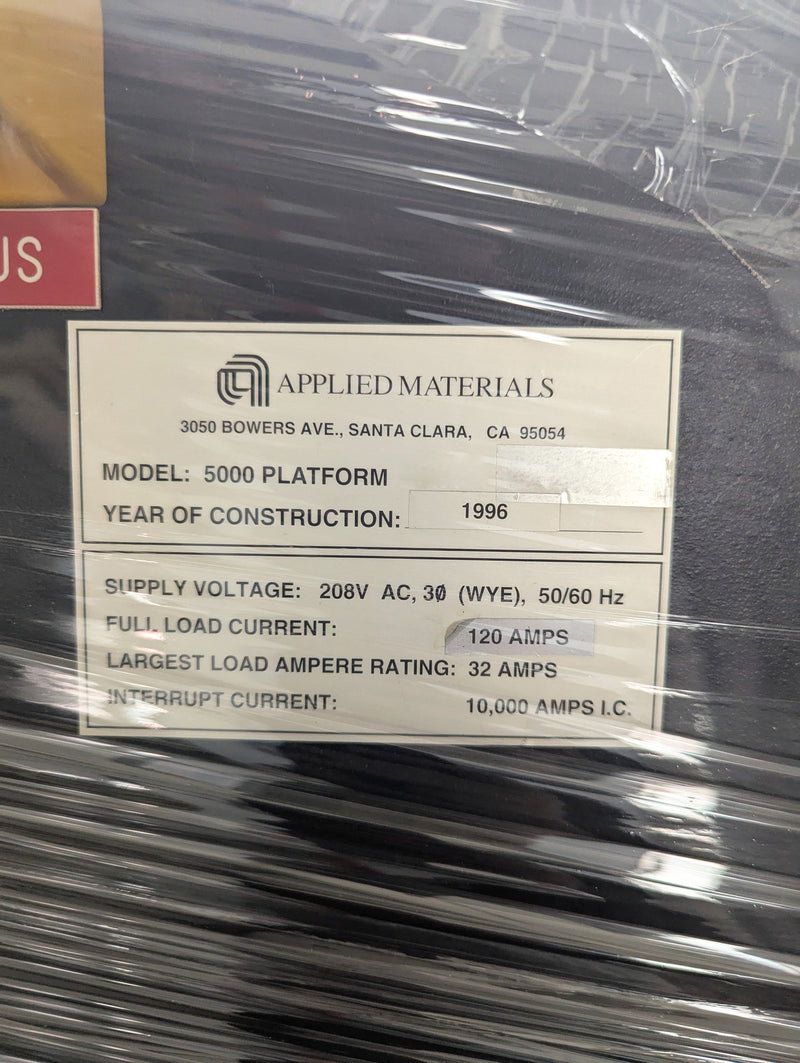 US
APPLIED MATERIALS
3050 BOWERS AVE., SANTA CLARA, CA 95054
MODEL: 5000 PLATFORM
YEAR OF CONSTRUCTION: 1996
SUPPLY VOLTAGE: 208V AC, 3Ø (WYE), 50/60 Hz
FULL LOAD CURRENT: 120 AMPS
LARGEST LOAD AMPERE RATING: 32 AMPS
INTERRUPT CURRENT: 10,000 AMPS I.C.